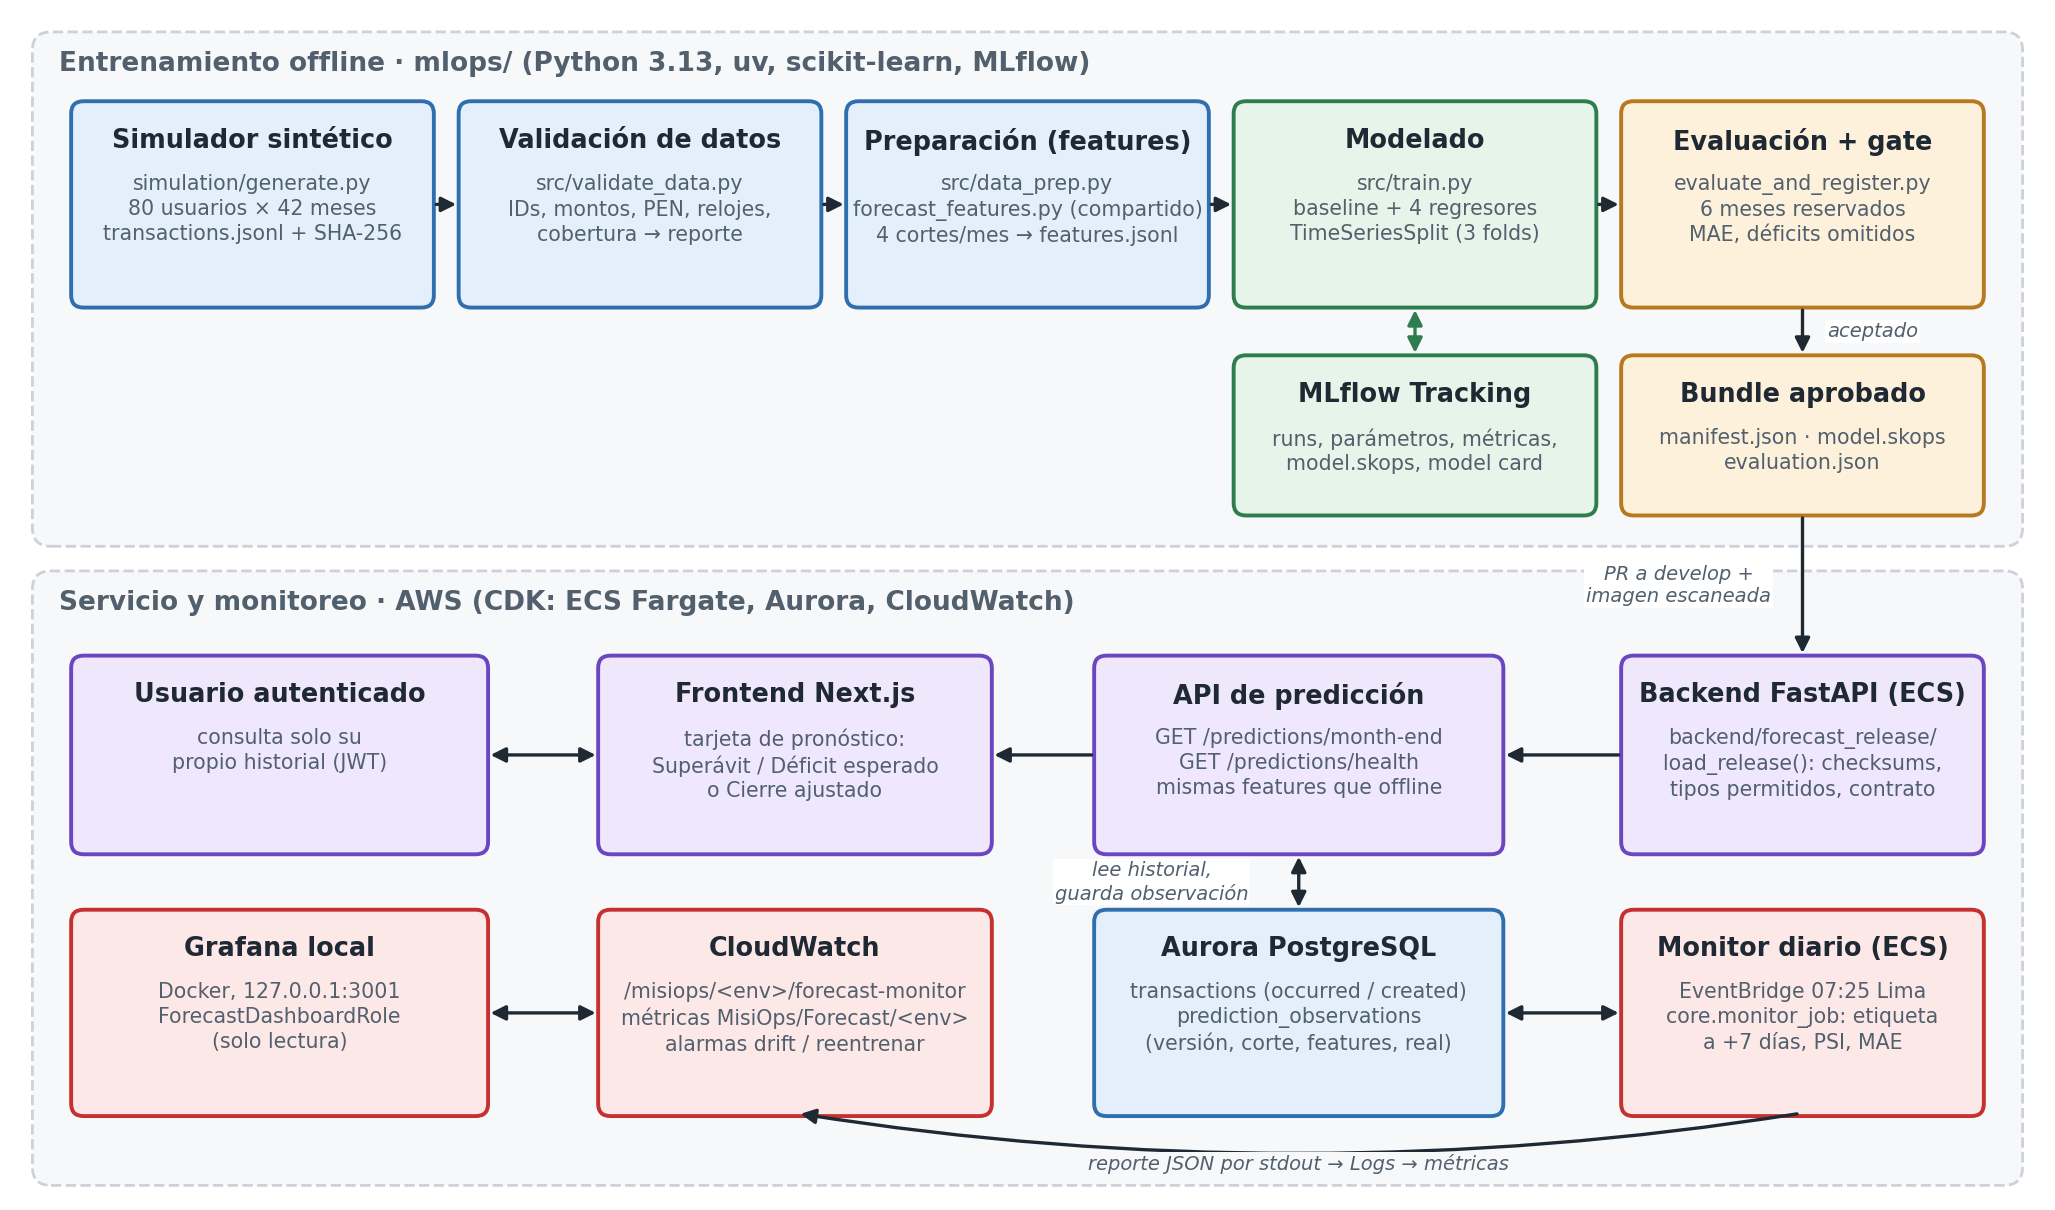 Entrenamiento offline · mlops/ (Python 3.13, uv, scikit-learn, MLflow)
Simulador sintético
simulation/generate.py
80 usuarios × 42 meses
transactions.jsonl + SHA-256
Validación de datos
src/validate_data.py
IDs, montos, PEN, relojes,
cobertura → reporte
Preparación (features)
src/data_prep.py
forecast_features.py (compartido)
4 cortes/mes → features.jsonl
Modelado
src/train.py
baseline + 4 regresores
TimeSeriesSplit (3 folds)
Evaluación + gate
evaluate_and_register.py
6 meses reservados
MAE, déficits omitidos
aceptado
MLflow Tracking
runs, parámetros, métricas,
model.skops, model card
Bundle aprobado
manifest.json · model.skops
evaluation.json
PR a develop +
imagen escaneada
Servicio y monitoreo · AWS (CDK: ECS Fargate, Aurora, CloudWatch)
Usuario autenticado
consulta solo su
propio historial (JWT)
Frontend Next.js
tarjeta de pronóstico:
Superávit / Déficit esperado
o Cierre ajustado
API de predicción
GET /predictions/month-end
GET /predictions/health
mismas features que offline
Backend FastAPI (ECS)
backend/forecast_release/
load_release(): checksums,
tipos permitidos, contrato
lee historial,
guarda observación
Grafana local
Docker, 127.0.0.1:3001
ForecastDashboardRole
(solo lectura)
CloudWatch
/misiops/<env>/forecast-monitor
métricas MisiOps/Forecast/<env>
alarmas drift / reentrenar
Aurora PostgreSQL
transactions (occurred / created)
prediction_observations
(versión, corte, features, real)
Monitor diario (ECS)
EventBridge 07:25 Lima
core.monitor_job: etiqueta
a +7 días, PSI, MAE
reporte JSON por stdout → Logs → métricas